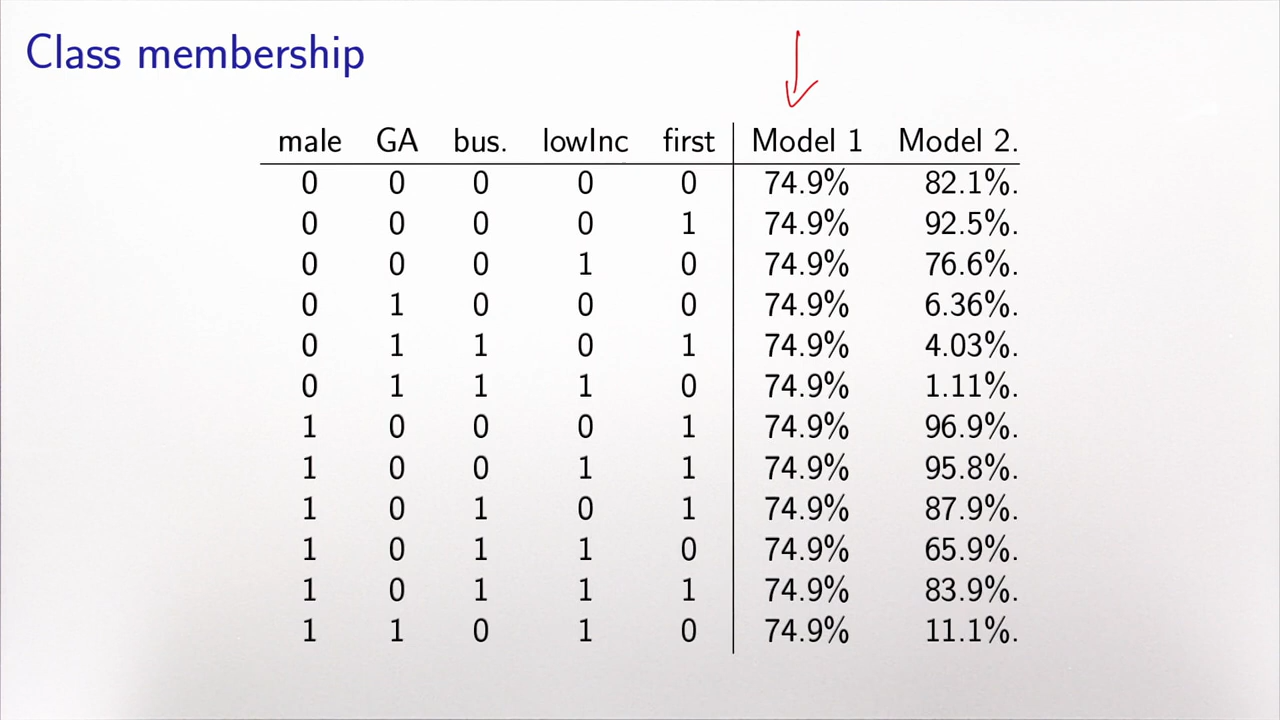 Class membership
male GA bus. lowInc first Model 1 Model 2.
0 0 0 0 0 74.9% 82.1%.
0 0 0 0 1 74.9% 92.5%.
0 0 0 1 0 74.9% 76.6%.
0 1 0 0 0 74.9% 6.36%.
0 1 1 0 1 74.9% 4.03%.
0 1 1 1 0 74.9% 1.11%.
1 0 0 0 1 74.9% 96.9%.
1 0 0 1 1 74.9% 95.8%.
1 0 1 0 1 74.9% 87.9%.
1 0 1 1 0 74.9% 65.9%.
1 0 1 1 1 74.9% 83.9%.
1 1 0 1 0 74.9% 11.1%.